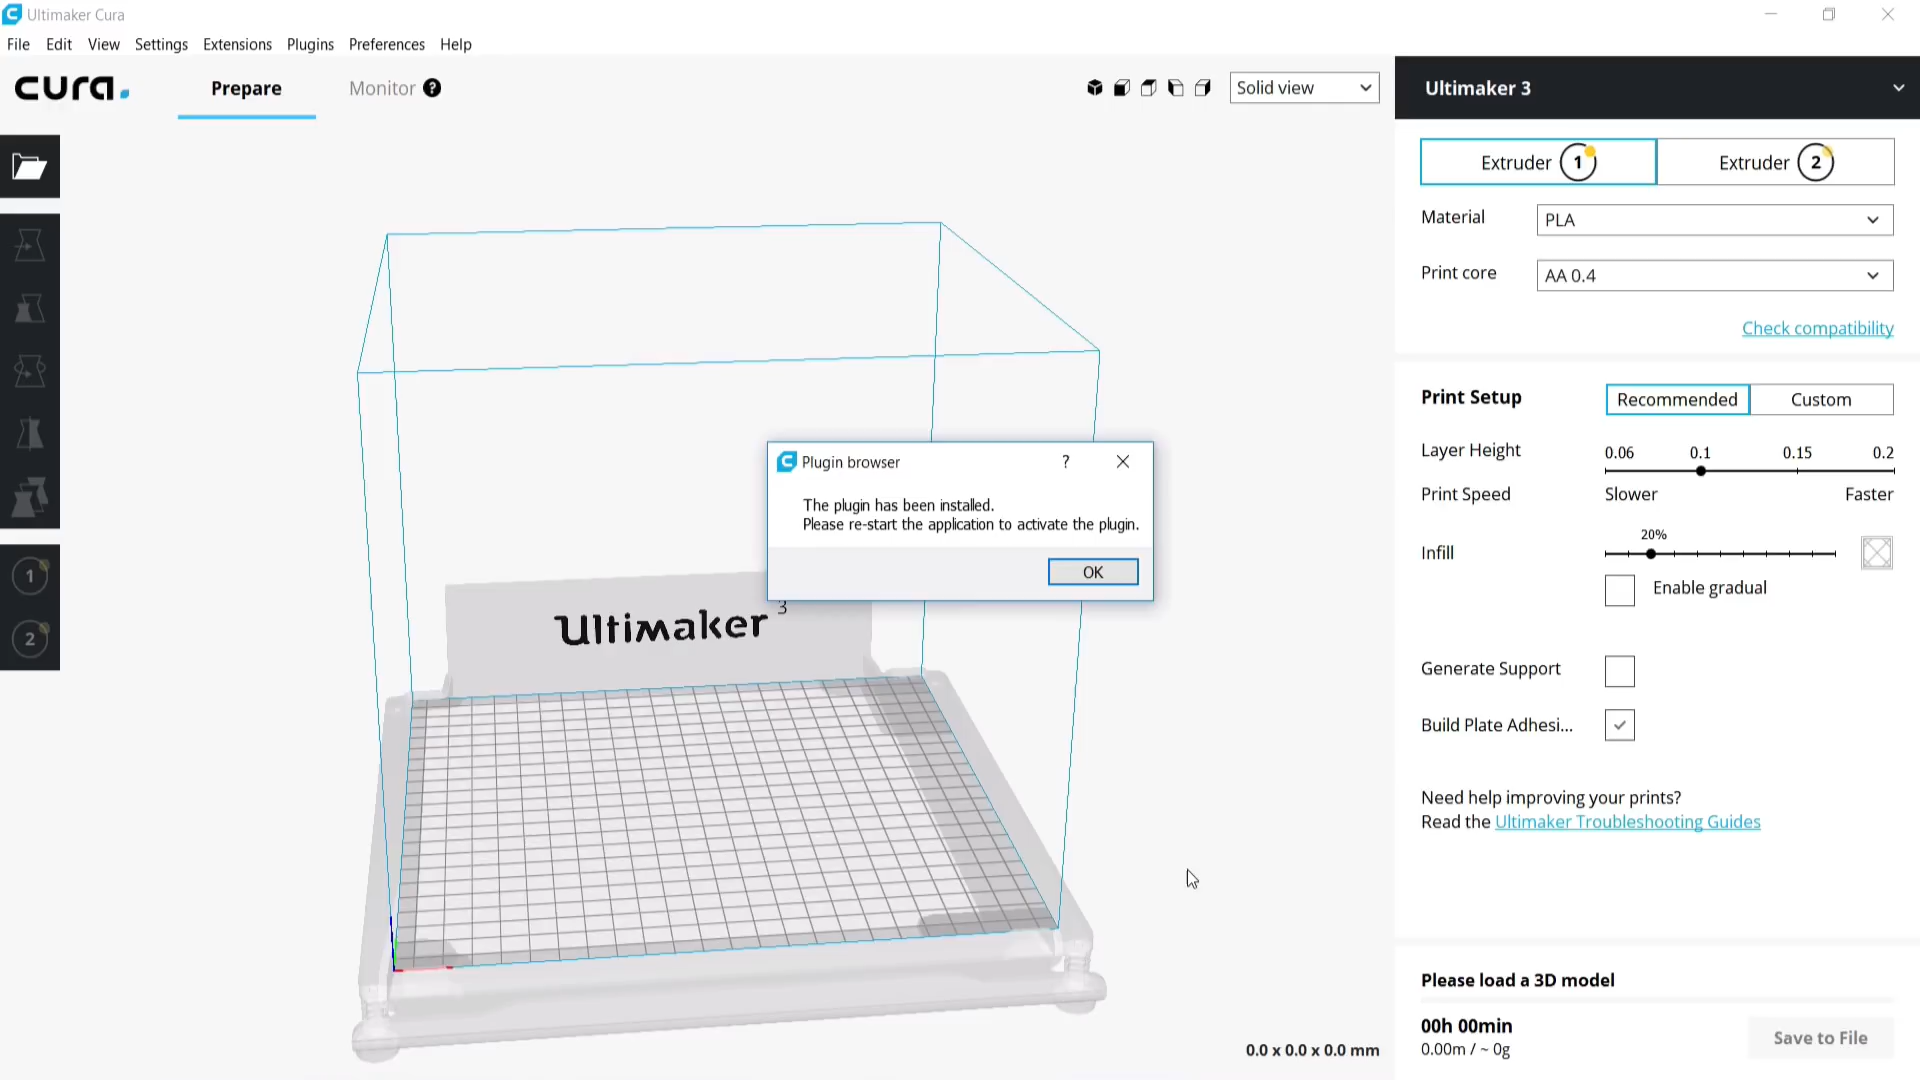 Ultimaker Cura
File Edit View Settings Extensions Plugins Preferences Help
cura.
Prepare
Monitor ?
Solid view
Ultimaker 3
Extruder 1
Extruder 2
Material
PLA
Print core
AA 0.4
Check compatibility
Print Setup
Recommended
Custom
Layer Height
0.06 0.1 0.15 0.2
Print Speed
Slower
Faster
20%
Infill
Enable gradual
Generate Support
Build Plate Adhesi...
Need help improving your prints?
Read the Ultimaker Troubleshooting Guides
Please load a 3D model
00h 00min
0.00m / ~ 0g
Save to File
Plugin browser
?
The plugin has been installed.
Please re-start the application to activate the plugin.
OK
Ultimaker 3
1
2
0.0 x 0.0 x 0.0 mm